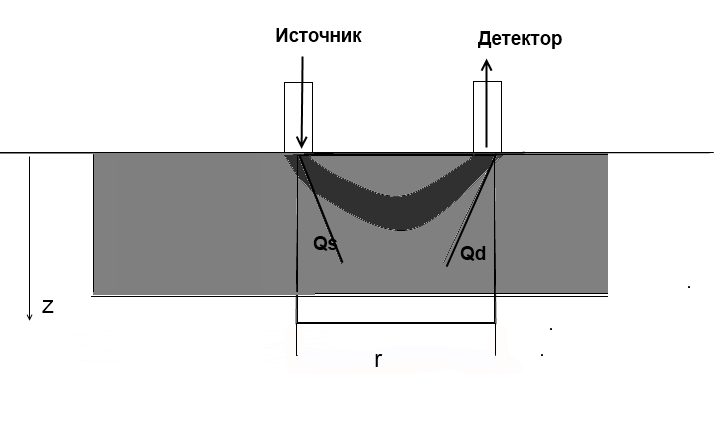 Источник
Детектор
Qs
Qd
z
r